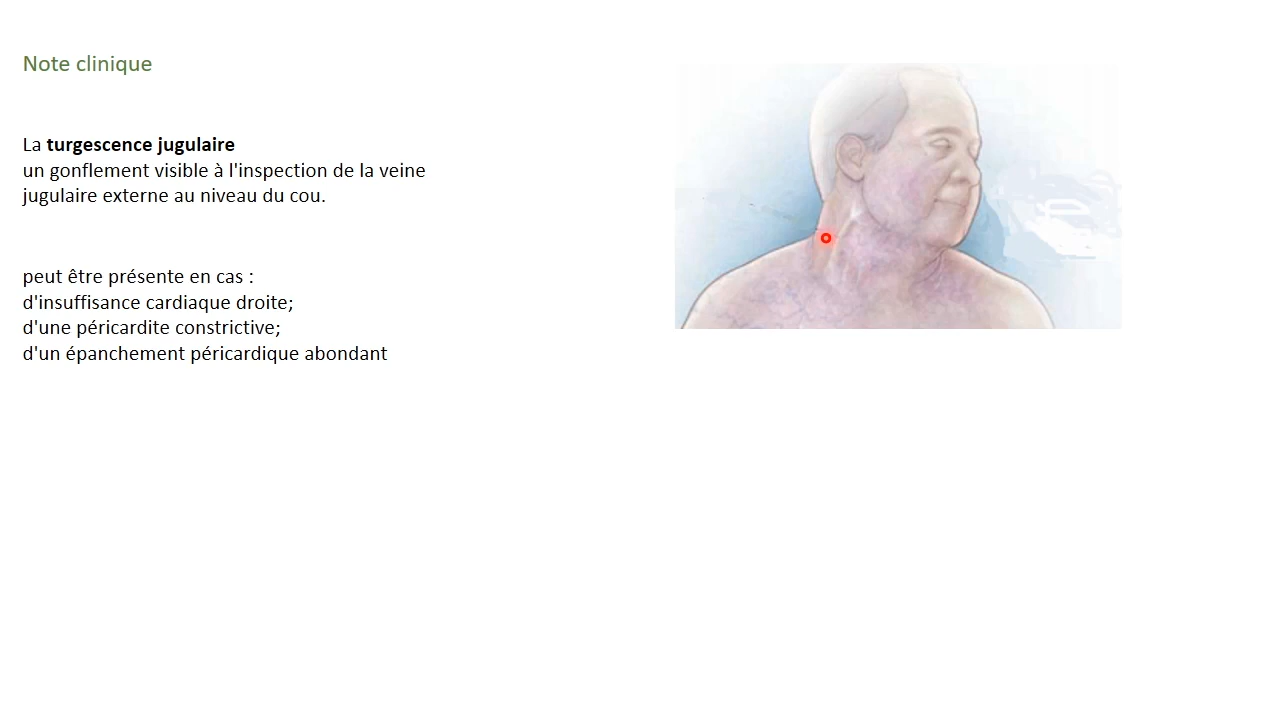 Note clinique
La turgescence jugulaire
un gonflement visible à l'inspection de la veine
jugulaire externe au niveau du cou.
peut être présente en cas :
d'insuffisance cardiaque droite;
d'une péricardite constrictive;
d'un épanchement péricardique abondant